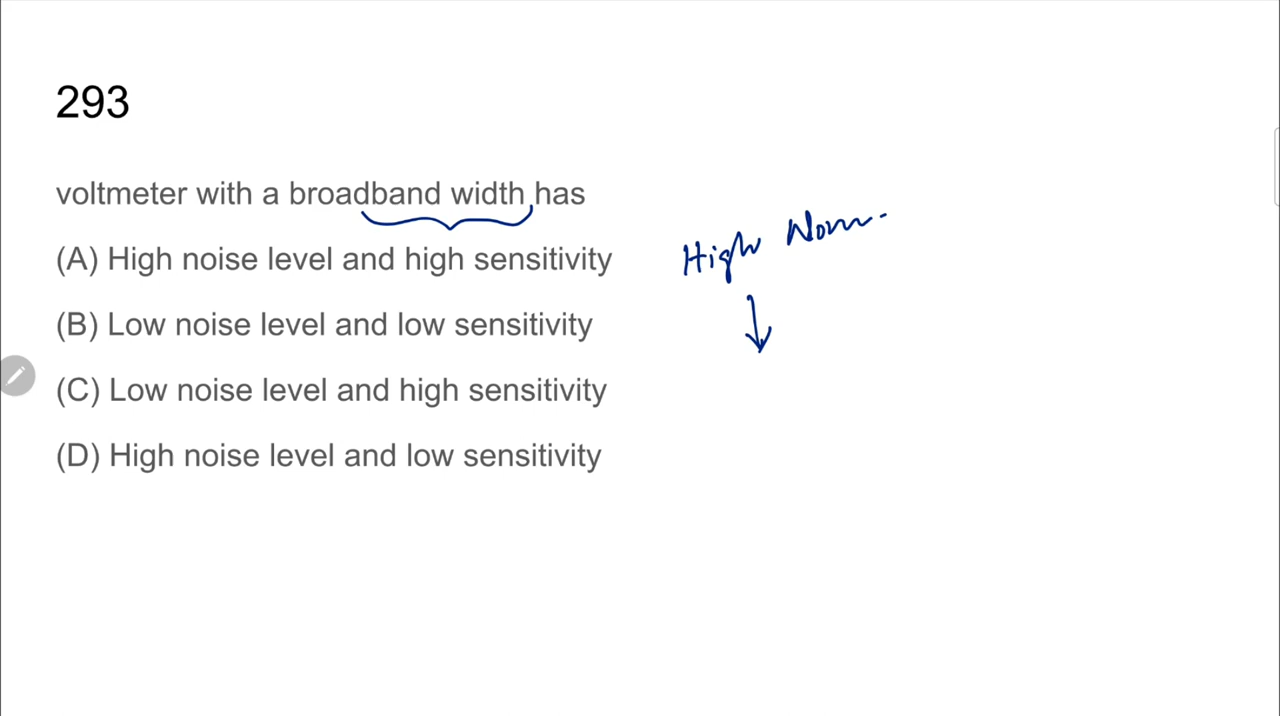 293
voltmeter with a broadband width has
(A) High noise level and high sensitivity
High
(B) Low noise level and low sensitivity
(C) Low noise level and high sensitivity
(D) High noise level and low sensitivity